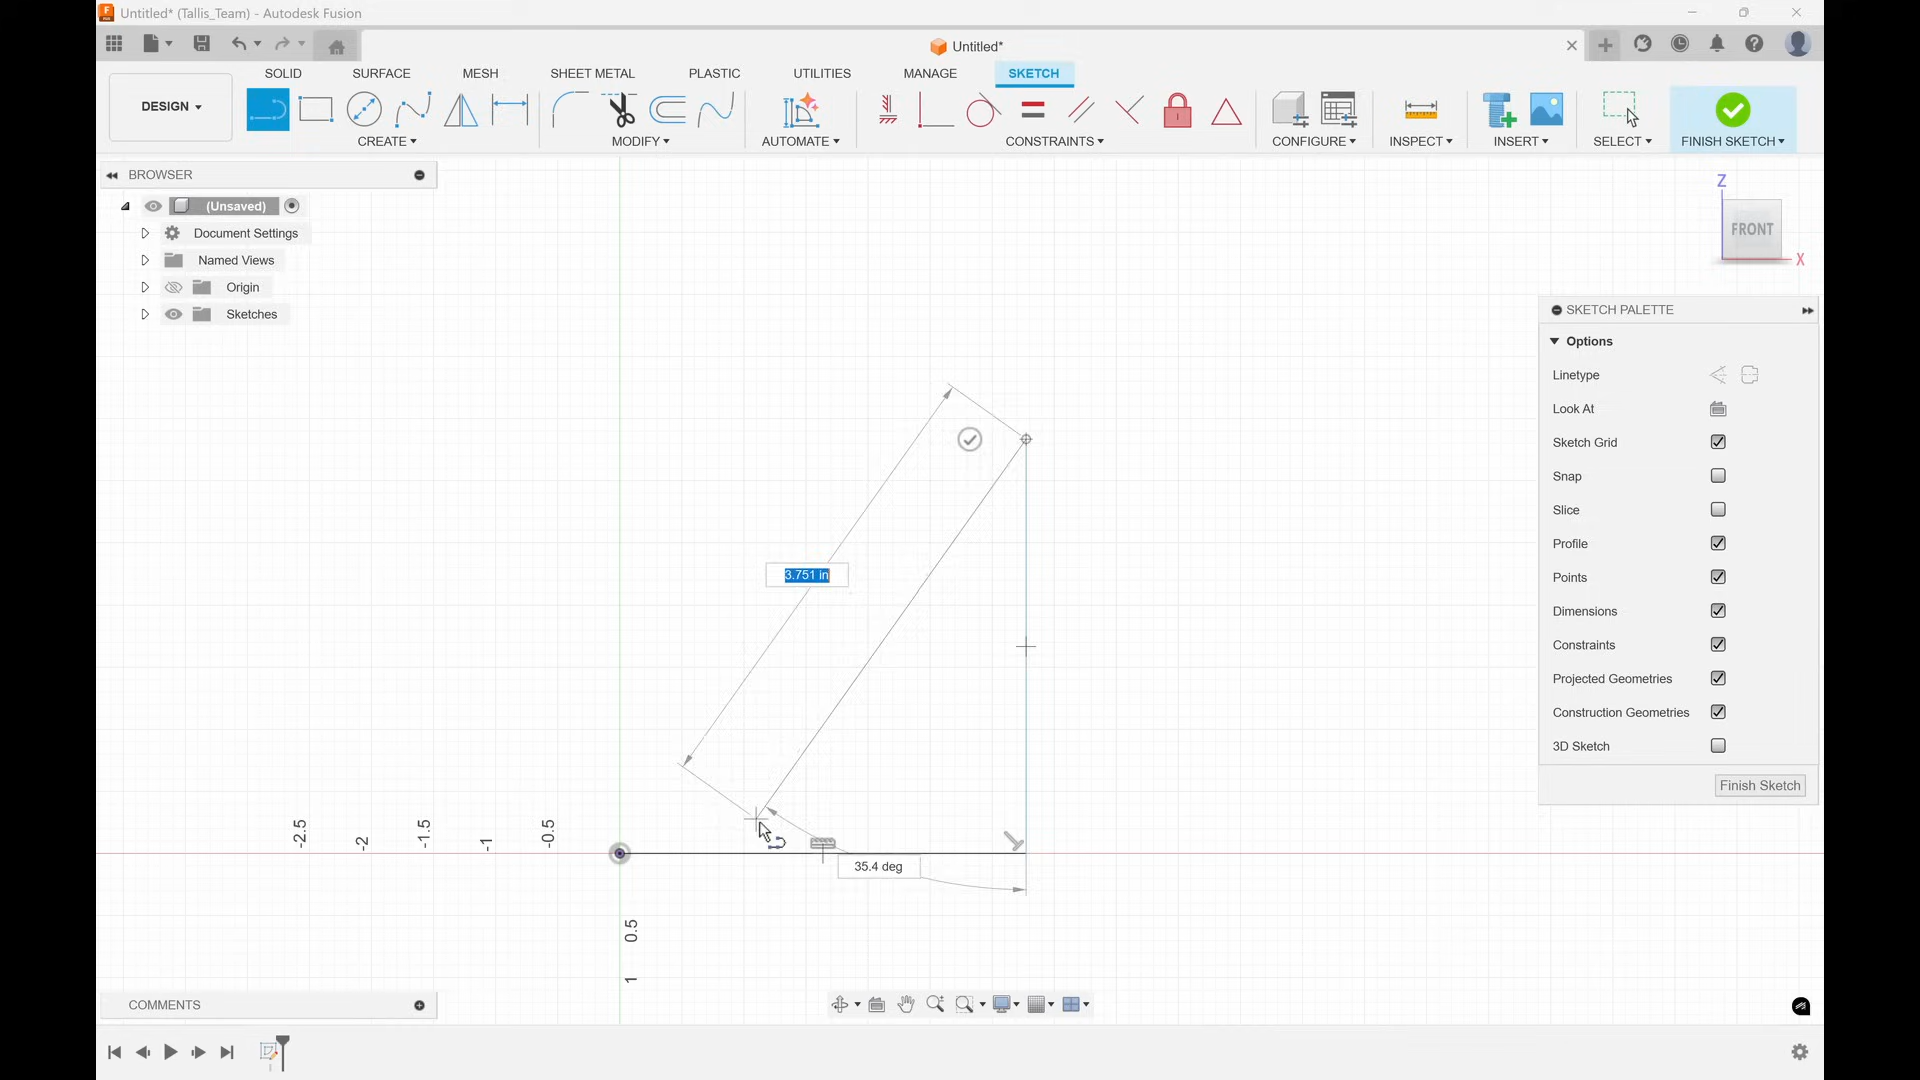 Untitled* (Tallis_Team) - Autodesk Fusion
Untitled*
SOLID SURFACE MESH SHEET METAL PLASTIC UTILITIES MANAGE SKETCH
DESIGN
CREATE MODIFY AUTOMATE CONSTRAINTS CONFIGURE INSPECT INSERT SELECT FINISH SKETCH
BROWSER
(Unsaved)
Document Settings
Named Views
Origin
Sketches
Z
FRONT
X
SKETCH PALETTE
Options
Linetype
Look At
Sketch Grid
Snap
Slice
Profile
Points
Dimensions
Constraints
Projected Geometries
Construction Geometries
3D Sketch
Finish Sketch
3.751 in
35.4 deg
-2.5
-2
-1.5
-1
-0.5
0.5
1
COMMENTS